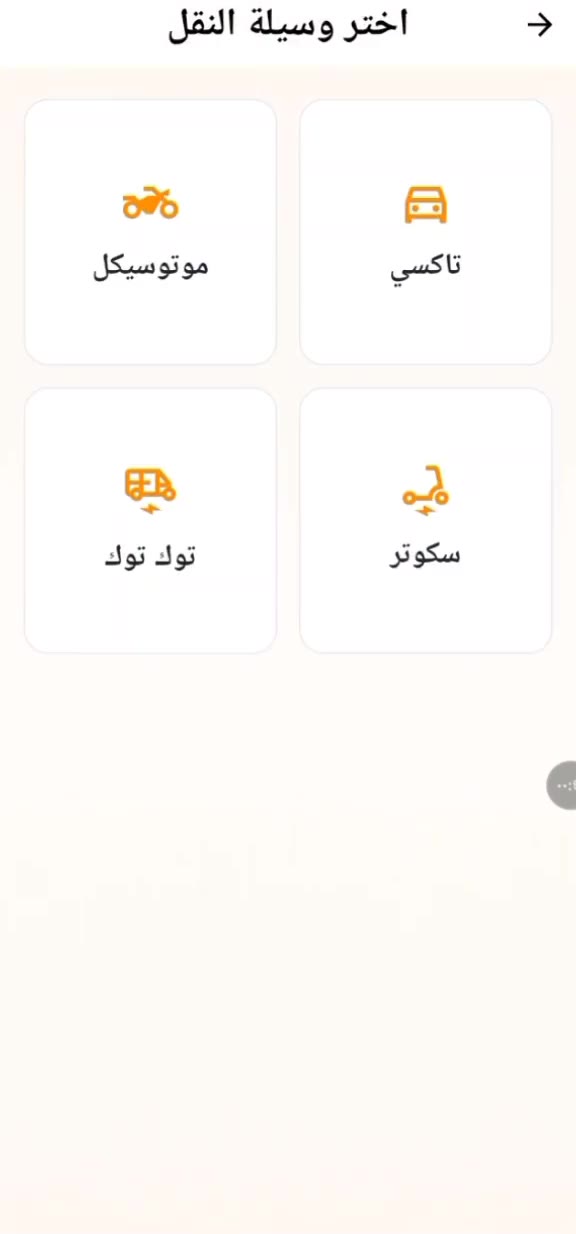 اختر وسيلة النقل
تاكسي
موتوسيكل
سكوتر
توك توك